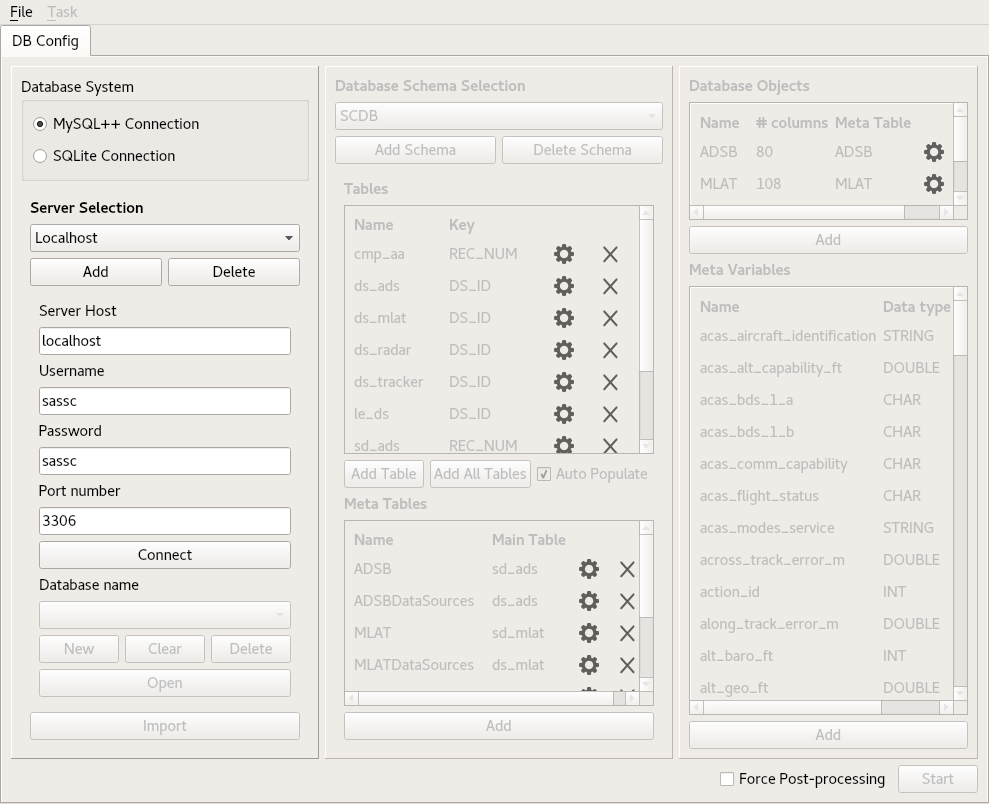 File Task
DB Config
Database System
MySQL++ Connection
SQLite Connection
Server Selection
Localhost
Add Delete
Server Host
localhost
Username
sassc
Password
sassc
Port number
3306
Connect
Database name
New Clear Delete
Open
Import
Database Schema Selection
SCDB
Add Schema Delete Schema
Tables
Name Key
cmp_aa REC_NUM
ds_ads DS_ID
ds_mlat DS_ID
ds_radar DS_ID
ds_tracker DS_ID
le_ds DS_ID
sd_ads REC_NUM
Add Table Add All Tables Auto Populate
Meta Tables
Name Main Table
ADSB sd_ads
ADSBDataSources ds_ads
MLAT sd_mlat
MLATDataSources ds_mlat
Add
Database Objects
Name # columns Meta Table
ADSB 80 ADSB
MLAT 108 MLAT
Add
Meta Variables
Name Data type
acas_aircraft_identification STRING
acas_alt_capability_ft DOUBLE
acas_bds_1_a CHAR
acas_bds_1_b CHAR
acas_comm_capability CHAR
acas_flight_status CHAR
acas_modes_service STRING
across_track_error_m DOUBLE
action_id INT
along_track_error_m DOUBLE
alt_baro_ft INT
alt_geo_ft DOUBLE
Add
Force Post-processing Start